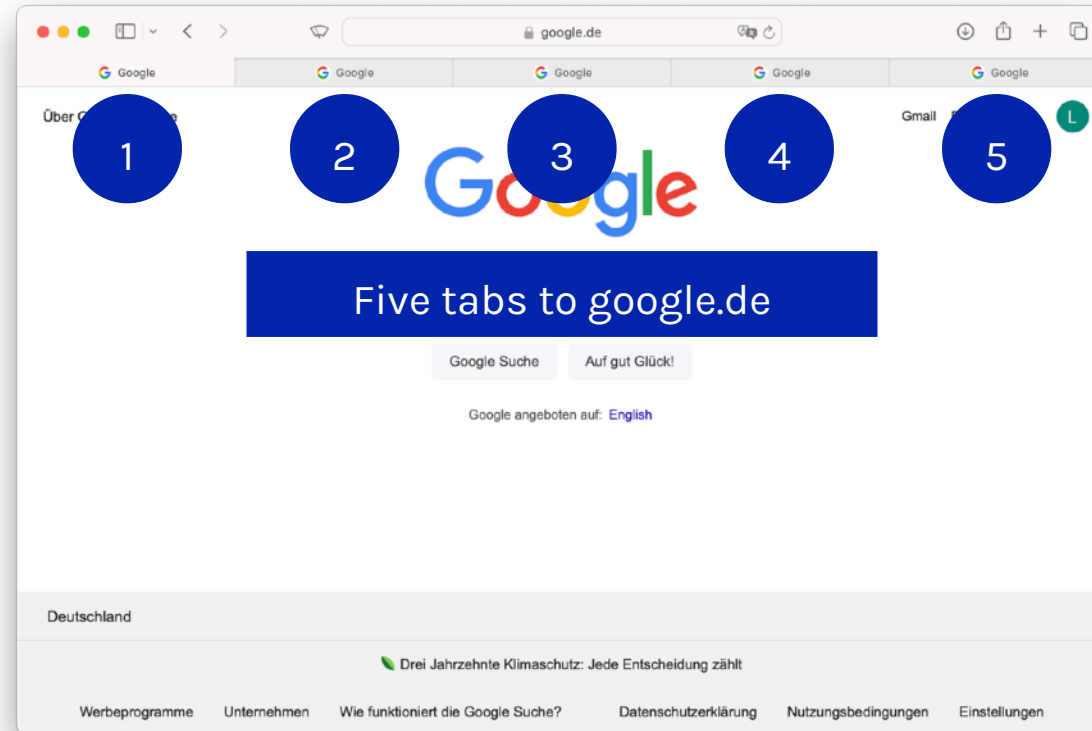 google.de
Google Google Google Google Google
Über
Gmail
L
1 2 3 4 5
Google
Five tabs to google.de
Google Suche Auf gut Glück!
Google angeboten auf: English
Deutschland
Drei Jahrzehnte Klimaschutz: Jede Entscheidung zählt
Werbeprogramme Unternehmen Wie funktioniert die Google Suche? Datenschutzerklärung Nutzungsbedingungen Einstellungen